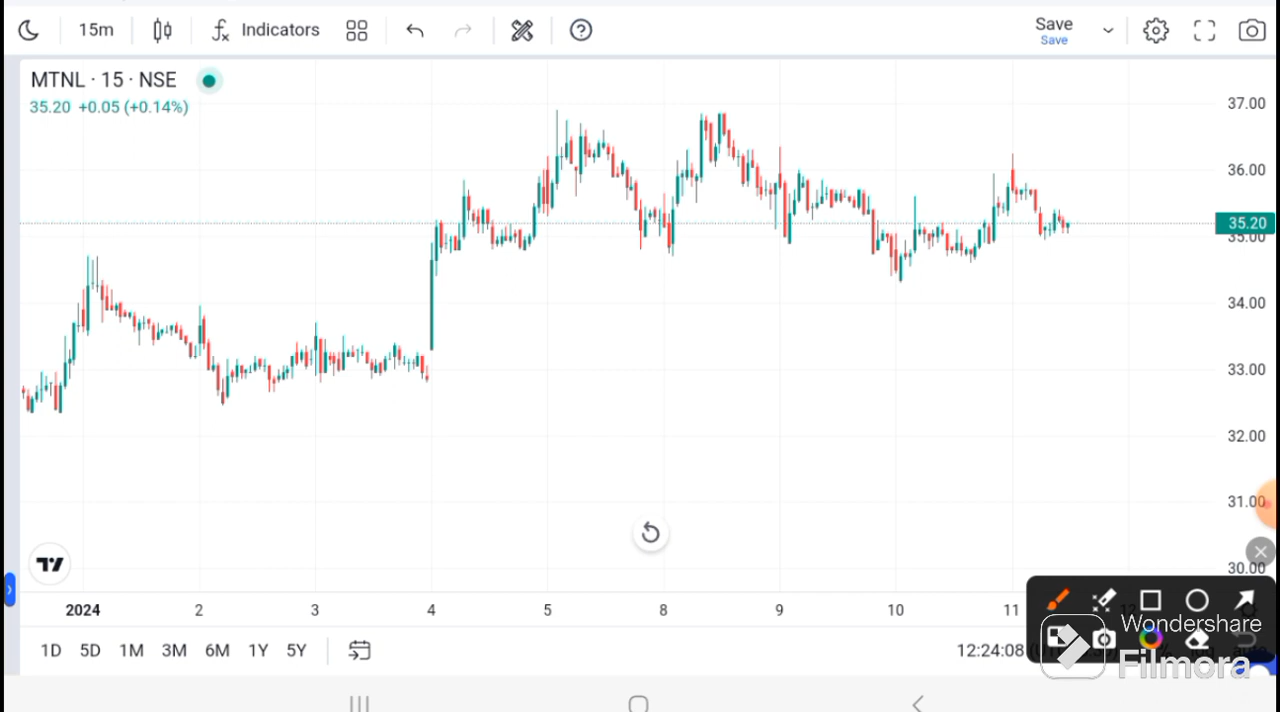 15m
Indicators
Save
Save
MTNL · 15 · NSE
35.20 +0.05 (+0.14%)
37.00
36.00
35.20
35.00
34.00
33.00
32.00
31.00
30.00
2024 2 3 4 5 8 9 10 11
1D 5D 1M 3M 6M 1Y 5Y
12:24:08
Wondershare
Filmora